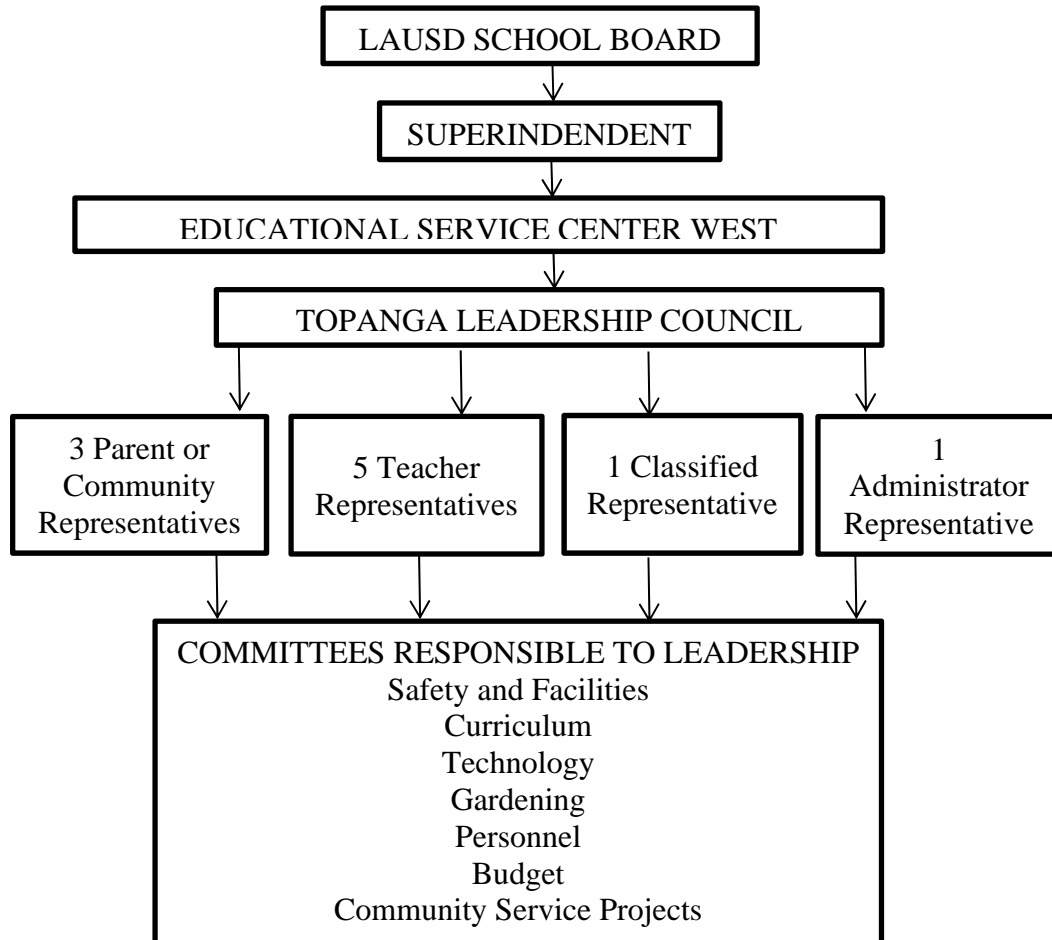 LAUSD SCHOOL BOARD
SUPERINDENDENT
EDUCATIONAL SERVICE CENTER WEST
TOPANGA LEADERSHIP COUNCIL
3 Parent or
Community
Representatives
5 Teacher
Representatives
1 Classified
Representative
1
Administrator
Representative
COMMITTEES RESPONSIBLE TO LEADERSHIP
Safety and Facilities
Curriculum
Technology
Gardening
Personnel
Budget
Community Service Projects